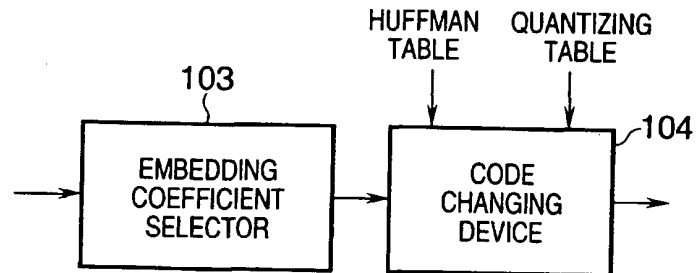 HUFFMAN
TABLE
QUANTIZING
TABLE
103
104
EMBEDDING
COEFFICIENT
SELECTOR
CODE
CHANGING
DEVICE